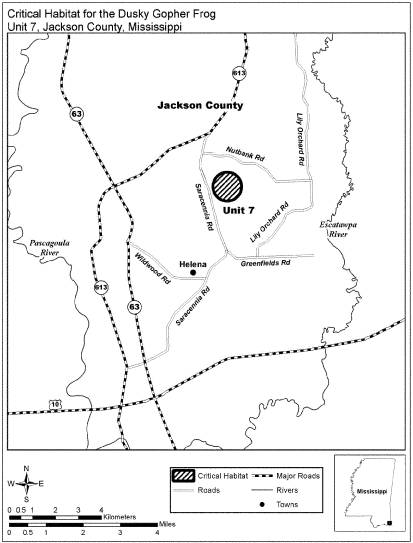 Critical Habitat for the Dusky Gopher Frog
Unit 7, Jackson County, Mississippi
613
Jackson County
63
Lily Orchard Rd
Nutbank Rd
Saracennia Rd
Unit 7
Lily Orchard Rd
Escatawpa
River
Pascagoula
River
Helena
Greenfields Rd
Wildwood Rd
613
63
Saracennia Rd
10
N
W E
S
0 0.5 1 2 3 4
Kilometers
0 0.5 1 2 3 4
Miles
Critical Habitat
Major Roads
Roads
Rivers
Towns
Mississippi